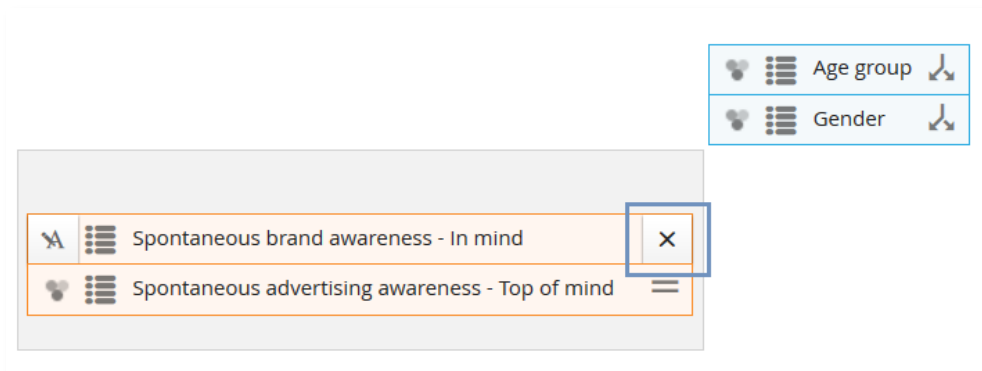 Age group
Gender
Spontaneous brand awareness - In mind
Spontaneous advertising awareness - Top of mind